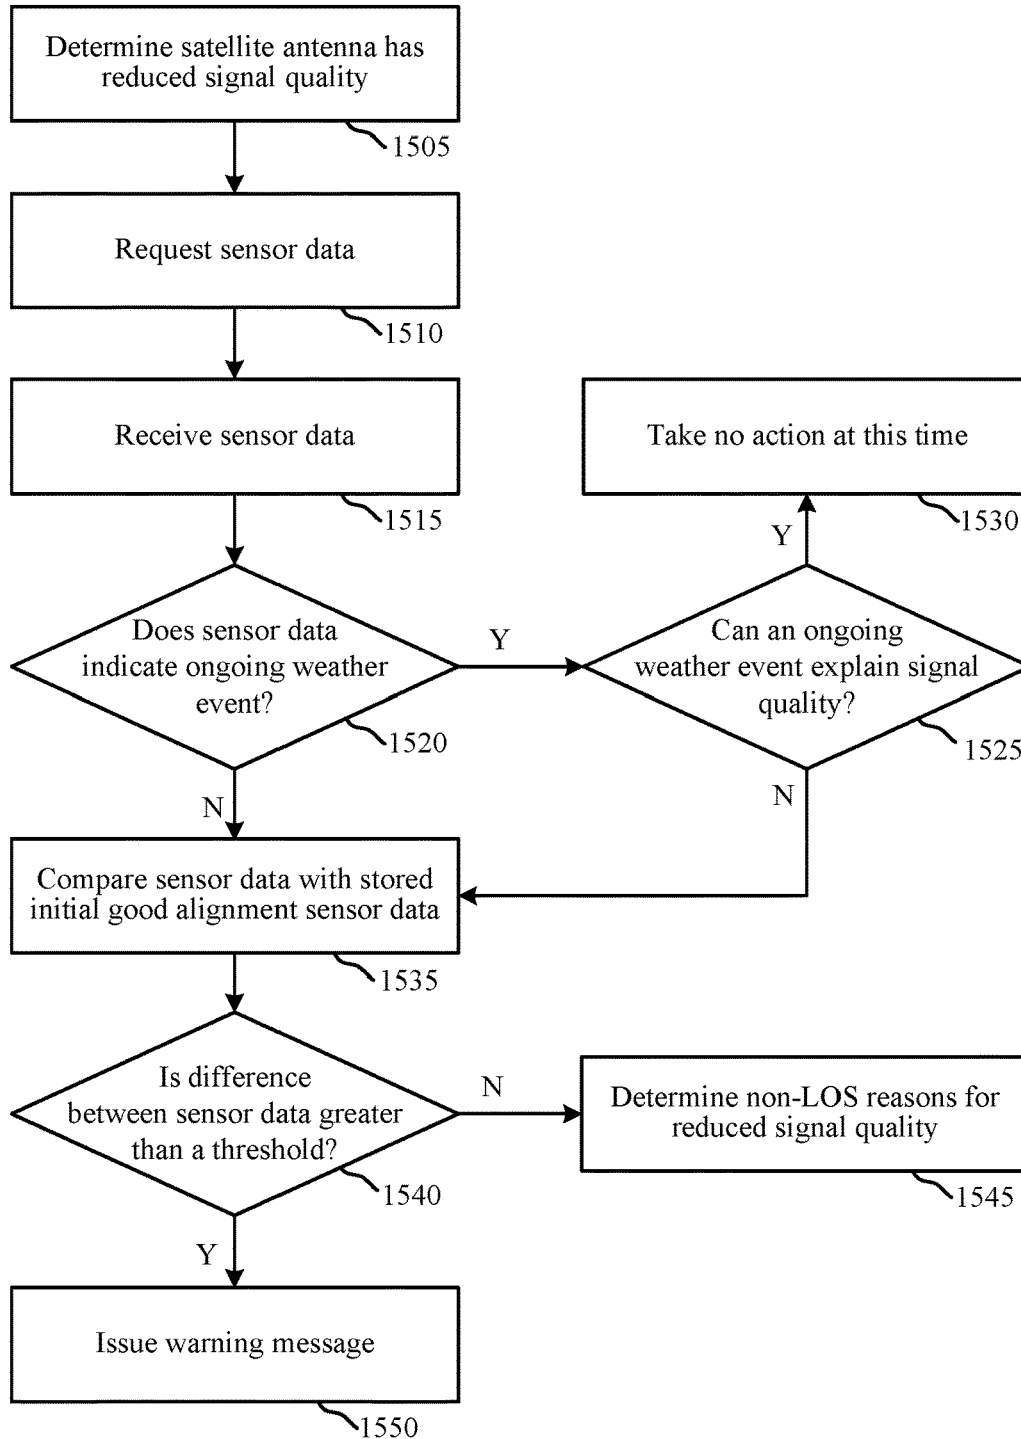 Determine satellite antenna has
reduced signal quality
1505
Request sensor data
1510
Receive sensor data
1515
Take no action at this time
1530
Y
Does sensor data
indicate ongoing weather
event?
1520
Y
Can an ongoing
weather event explain signal
quality?
1525
N
N
Compare sensor data with stored
initial good alignment sensor data
1535
Is difference
between sensor data greater
than a threshold?
1540
N
Determine non-LOS reasons for
reduced signal quality
1545
Y
Issue warning message
1550